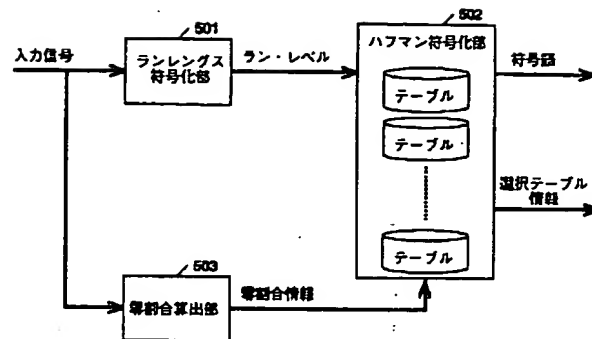 501
502
入力信号
ランレングス
符号化部
ラン・レベル
ハフマン符号化部
符号語
テーブル
テーブル
選択テーブル
情報
テーブル
503
零割合算出部
零割合情報